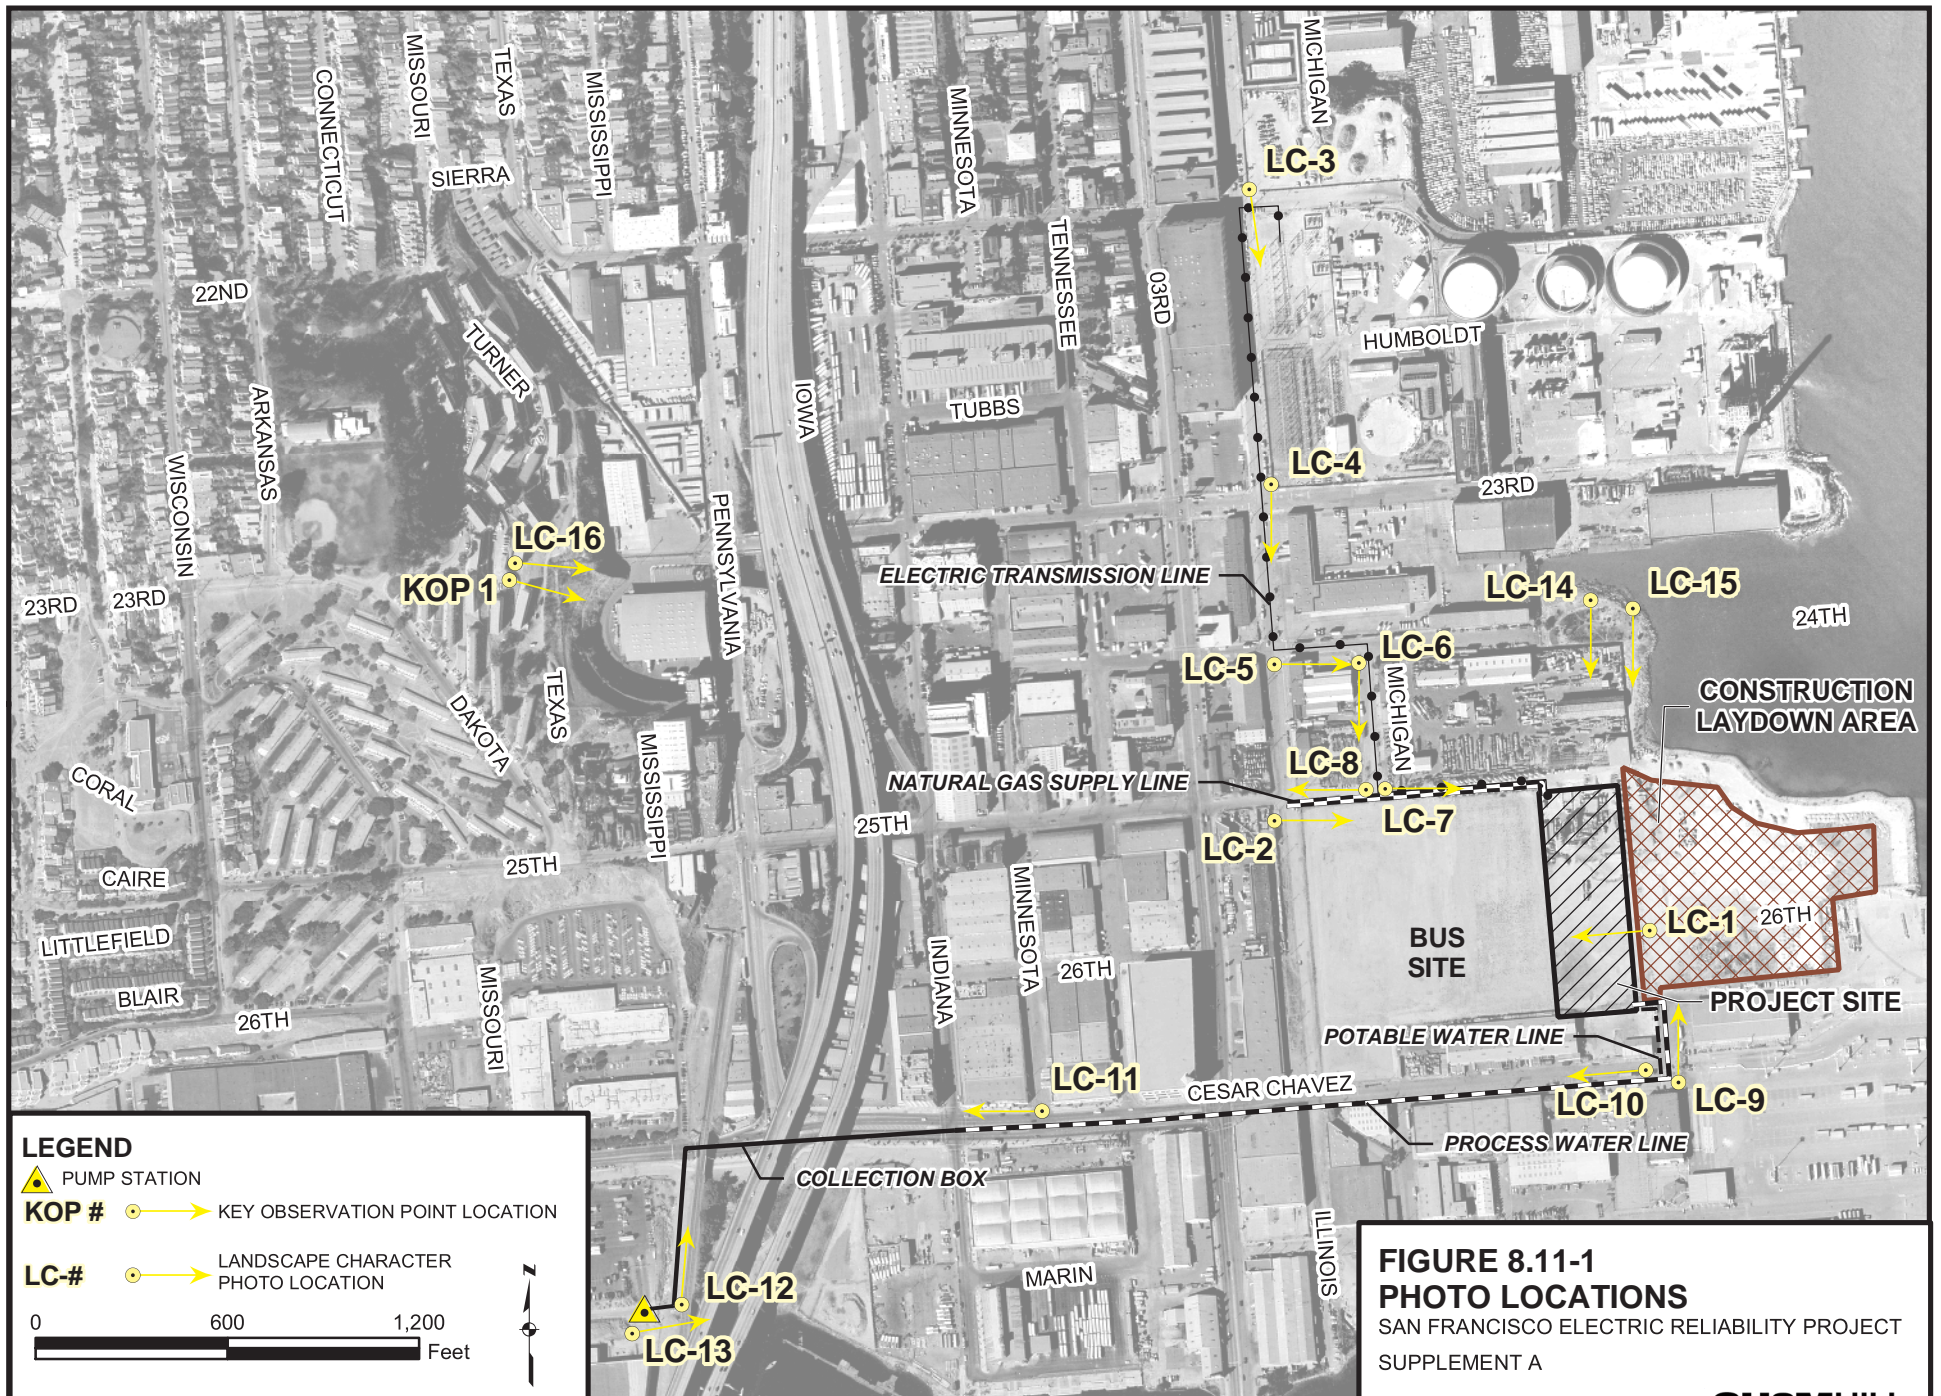 MICHIGAN
MISSOURI
TEXAS
CONNECTICUT
MISSISSIPPI
MINNESOTA
SIERRA
LC-3
TENNESSEE
03RD
22ND
TURNER
HUMBOLDT
ARKANSAS
IOWA
TUBBS
WISCONSIN
LC-4
23RD
PENNSYLVANIA
LC-16
KOP 1
ELECTRIC TRANSMISSION LINE
LC-14
LC-15
23RD
23RD
24TH
LC-5
LC-6
MICHIGAN
TEXAS
DAKOTA
CONSTRUCTION
LAYDOWN AREA
MISSISSIPPI
CORAL
NATURAL GAS SUPPLY LINE
LC-8
LC-7
25TH
LC-2
25TH
CAIRE
MINNESOTA
LC-1
26TH
LITTLEFIELD
INDIANA
BUS
SITE
26TH
BLAIR
MISSOURI
PROJECT SITE
26TH
POTABLE WATER LINE
LC-11
CESAR CHAVEZ
LC-10
LC-9
PROCESS WATER LINE
COLLECTION BOX
ILLINOIS
MARIN
LC-12
LC-13
LEGEND
PUMP STATION
KOP # KEY OBSERVATION POINT LOCATION
LC-# LANDSCAPE CHARACTER
PHOTO LOCATION
Z
0 600 1,200
Feet
FIGURE 8.11-1
PHOTO LOCATIONS
SAN FRANCISCO ELECTRIC RELIABILITY PROJECT
SUPPLEMENT A